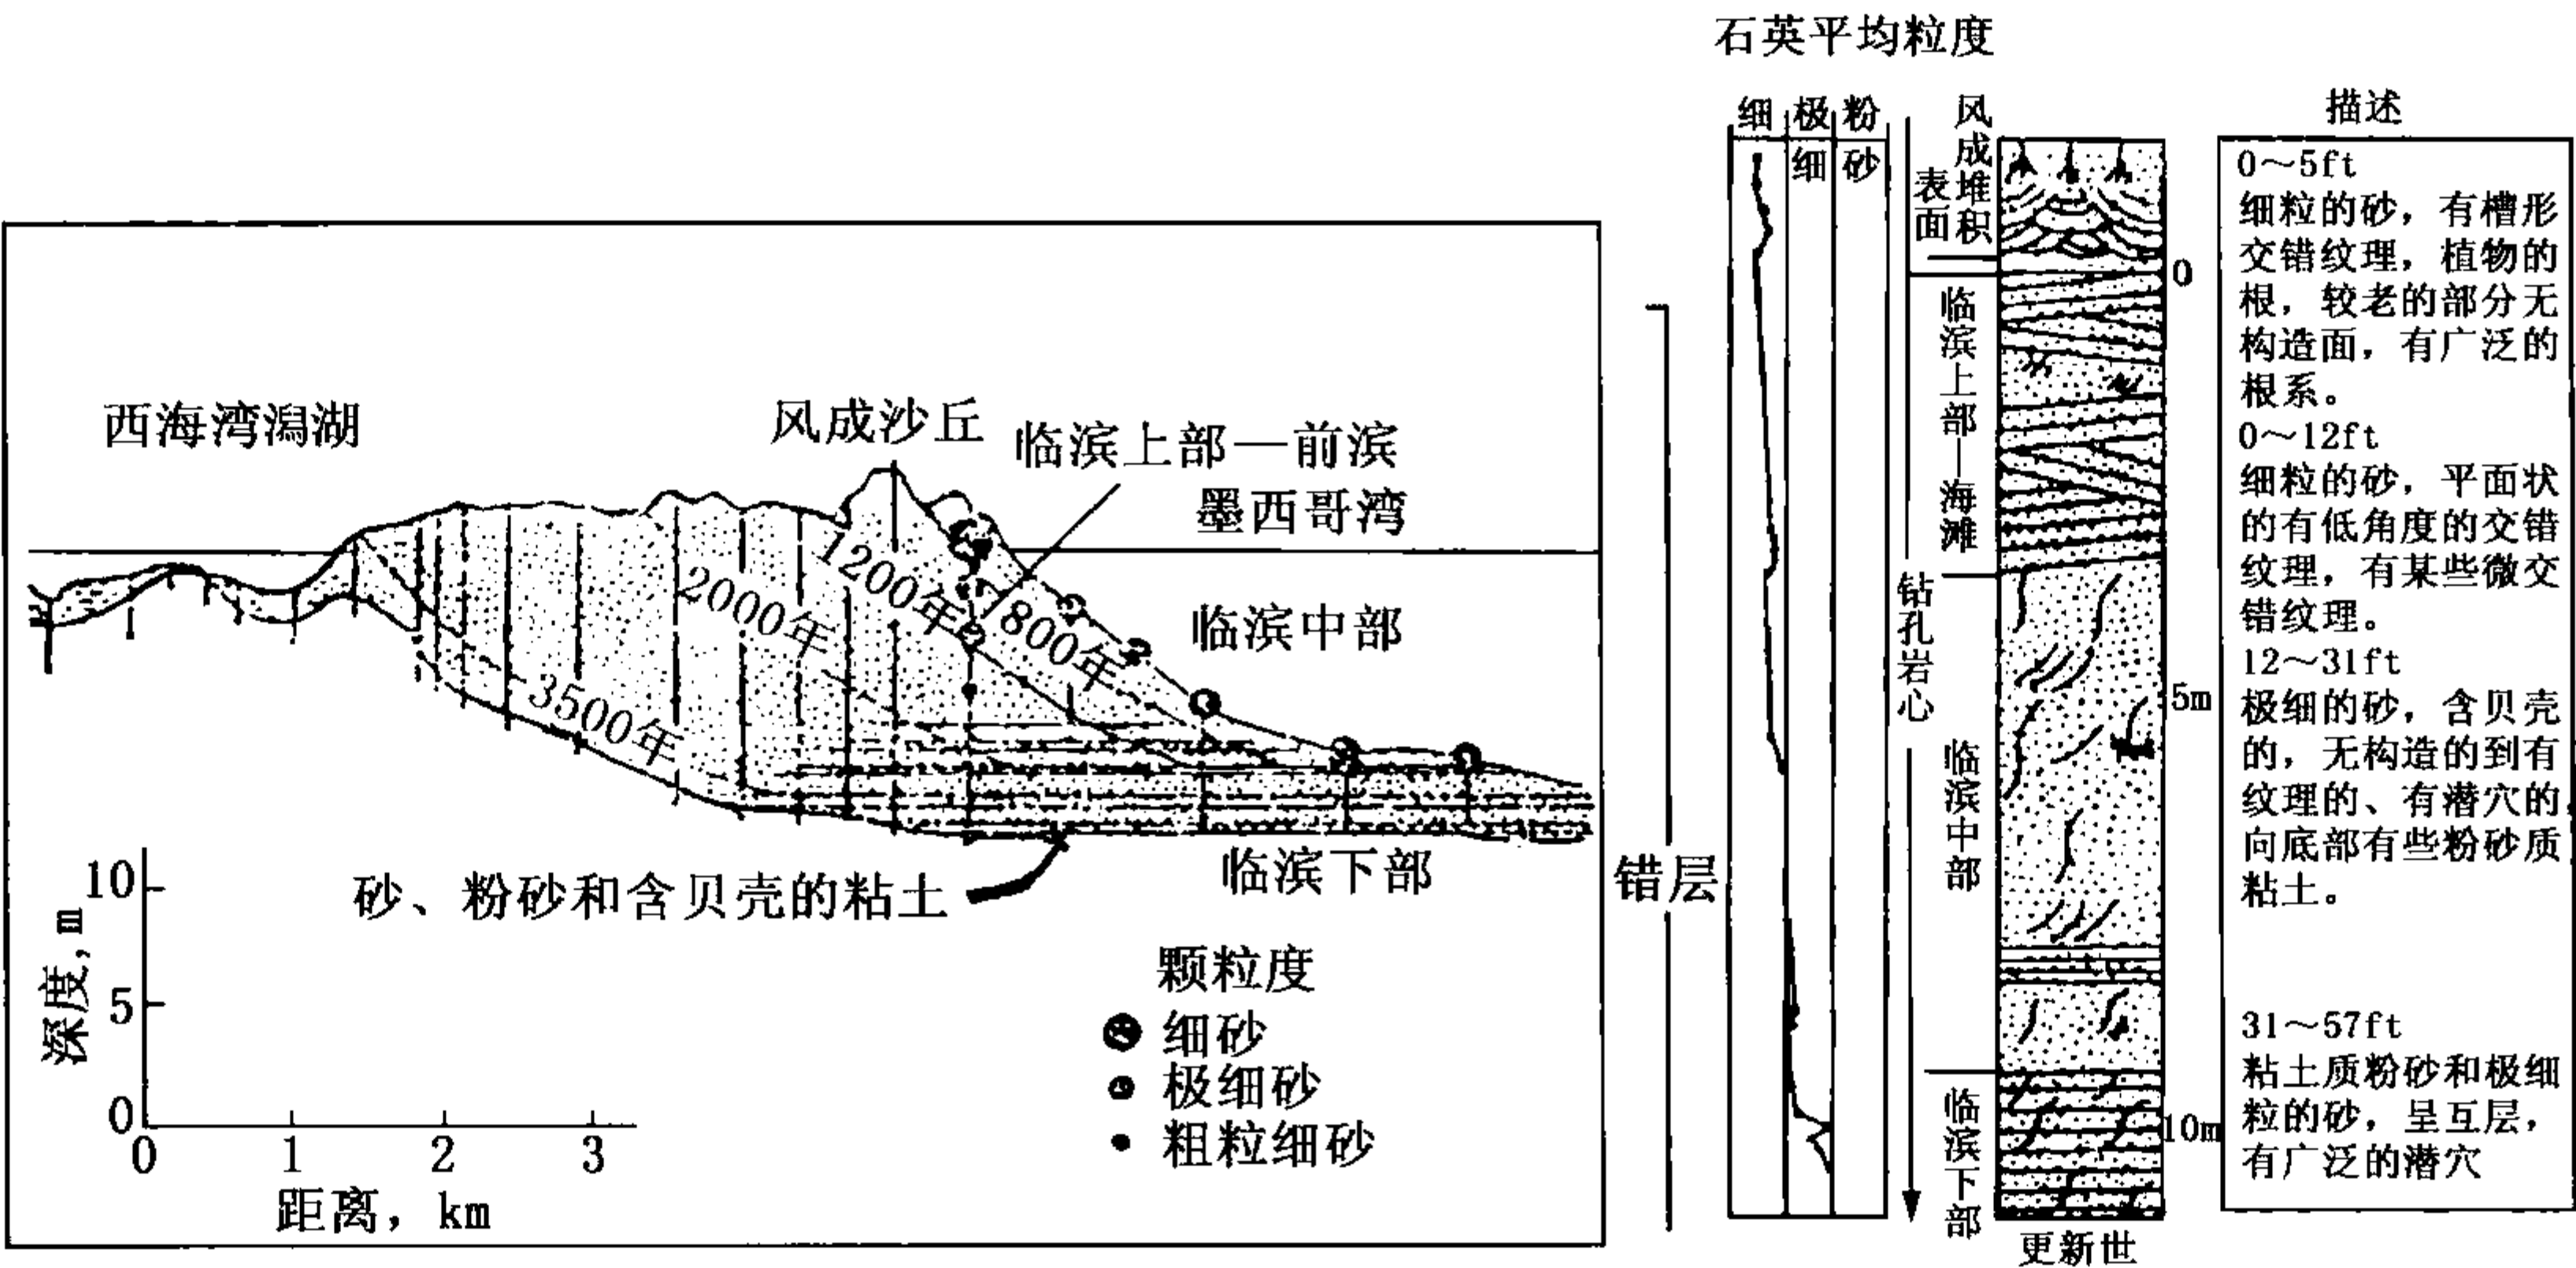 西海湾潟湖
风成沙丘
临滨上部—前滨
墨西哥湾
1200年
2000年
1800年
3500年
临滨中部
临滨下部
砂、粉砂和含贝壳的粘土
深度,m
10
5
0
0
1
2
3
距离，km
颗粒度
细砂
极细砂
粗粒细砂
错层
石英平均粒度
细
极细
粉砂
表面
风成堆积
临滨上部—海滩
钻孔岩心
临滨中部
临滨下部
0
5m
10m
更新世
描述
0～5ft
细粒的砂，有槽形
交错纹理，植物的
根，较老的部分无
构造面，有广泛的
根系。
0～12ft
细粒的砂，平面状
的有低角度的交错
纹理，有某些微交
错纹理。
12～31ft
极细的砂，含贝壳
的，无构造的到有
纹理的、有潜穴的,
向底部有些粉砂质
粘土。
31～57ft
粘土质粉砂和极细
粒的砂，呈互层，
有广泛的潜穴